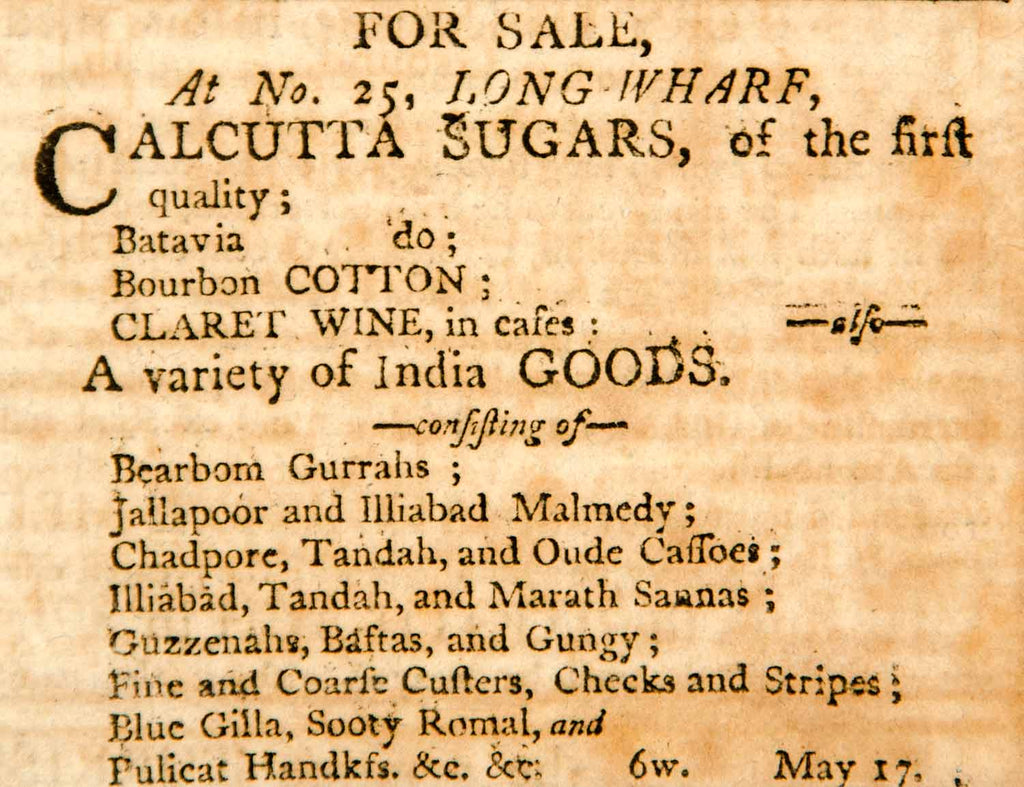 FOR SALE,
At No. 25, LONG-WHARF,
CALCUTTA SUGARS, of the firſt
quality;
Batavia do;
Bourbon COTTON;
CLARET WINE, in caſes: —alſo—
A variety of India GOODS.
—conſiſting of—
Bearbom Gurrahs;
Jallapoor and Illiabad Malmedy;
Chadpore, Tandah, and Oude Caſſoes;
Illiabad, Tandah, and Marath Sannas;
Guzzenahs, Baftas, and Gungy;
Fine and Coarſe Cuſters, Checks and Stripes;
Blue Gilla, Sooty Romal, and
Pulicat Handkfs. &c. &c. 6w. May 17.